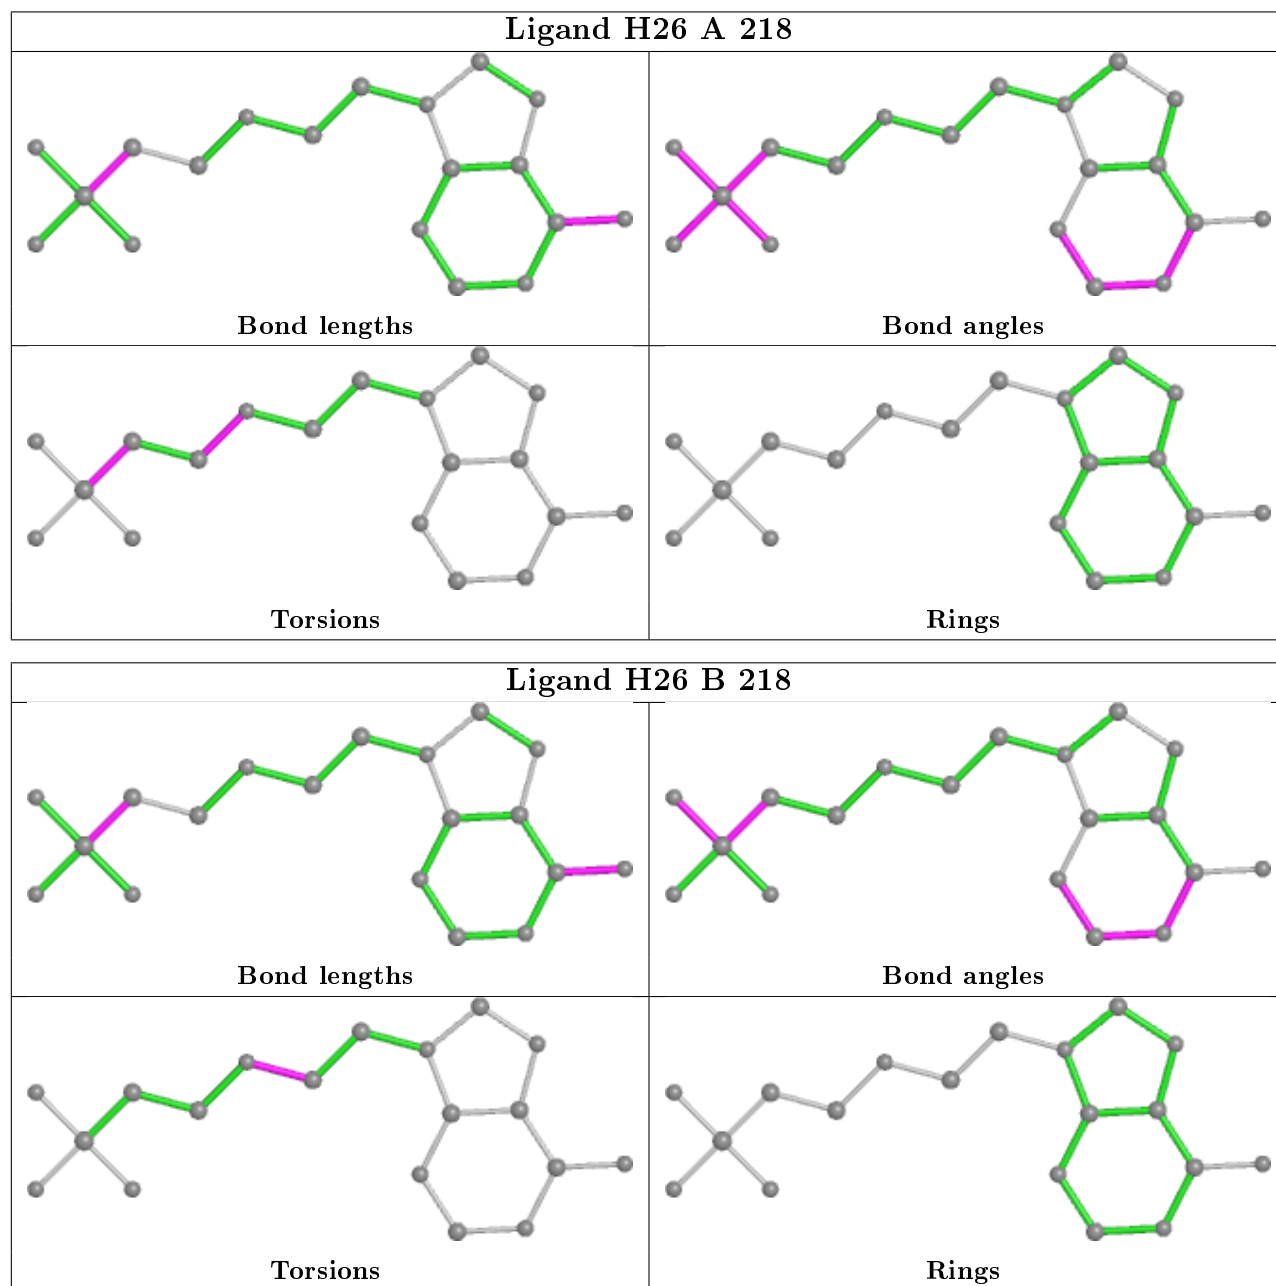 Ligand H26 A 218
Bond lengths
Bond angles
Torsions
Rings
Ligand H26 B 218
Bond lengths
Bond angles
Torsions
Rings